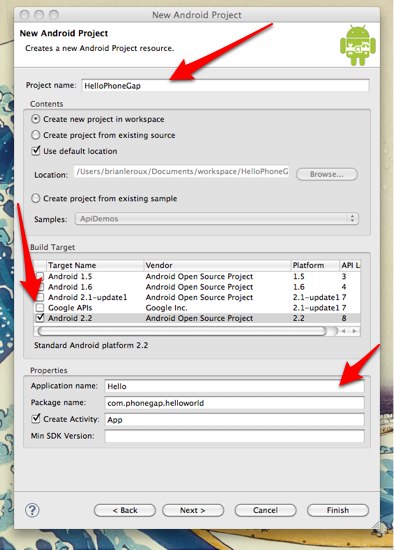 New Android Project
New Android Project
Creates a new Android Project resource.
Project name: HelloPhoneGap
Contents
Create new project in workspace
Create project from existing source
Use default location
Location: /Users/brianleroux/Documents/workspace/HelloPhoneG Browse...
Create project from existing sample
Samples: ApiDemos
Build Target
Target Name Vendor Platform API L
Android 1.5 Android Open Source Project 1.5 3
Android 1.6 Android Open Source Project 1.6 4
Android 2.1-update1 Android Open Source Project 2.1-update1 7
Google APIs Google Inc. 2.1-update1 7
Android 2.2 Android Open Source Project 2.2 8
Standard Android platform 2.2
Properties
Application name: Hello
Package name: com.phonegap.helloworld
Create Activity: App
Min SDK Version:
? < Back Next > Cancel Finish